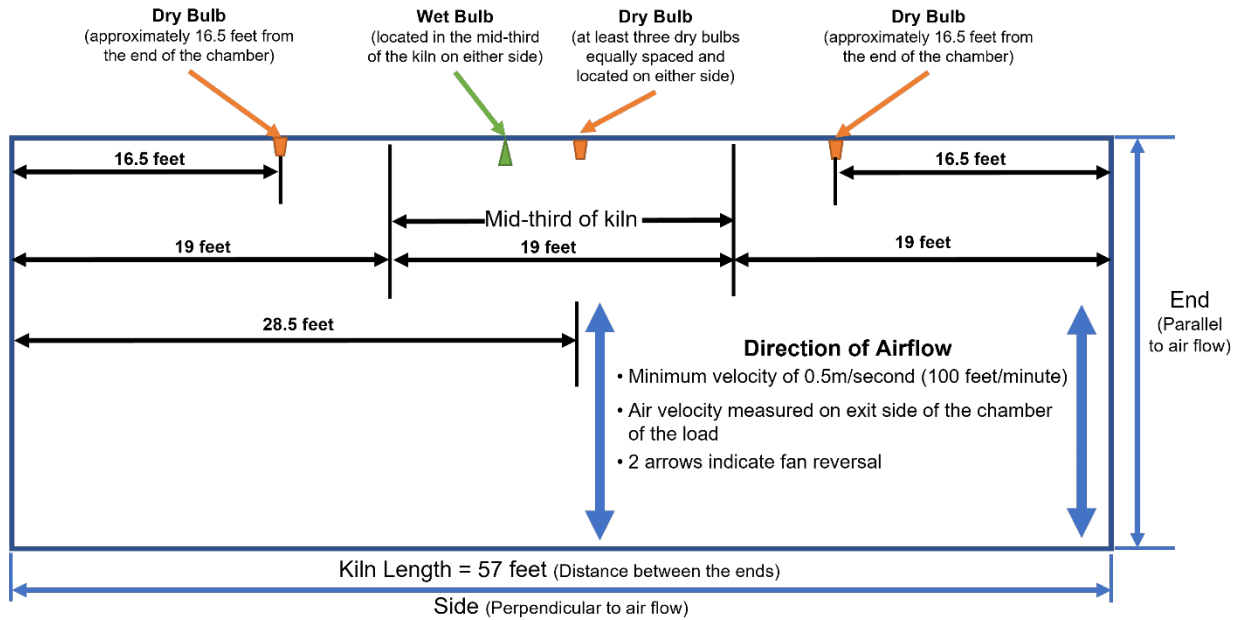 Dry Bulb
(approximately 16.5 feet from
the end of the chamber)
Wet Bulb
(located in the mid-third
of the kiln on either side)
Dry Bulb
(at least three dry bulbs
equally spaced and
located on either side)
Dry Bulb
(approximately 16.5 feet from
the end of the chamber)
16.5 feet
16.5 feet
Mid-third of kiln
19 feet
19 feet
19 feet
28.5 feet
End
(Parallel
to air flow)
Direction of Airflow
• Minimum velocity of 0.5m/second (100 feet/minute)
• Air velocity measured on exit side of the chamber
of the load
• 2 arrows indicate fan reversal
Kiln Length = 57 feet (Distance between the ends)
Side (Perpendicular to air flow)